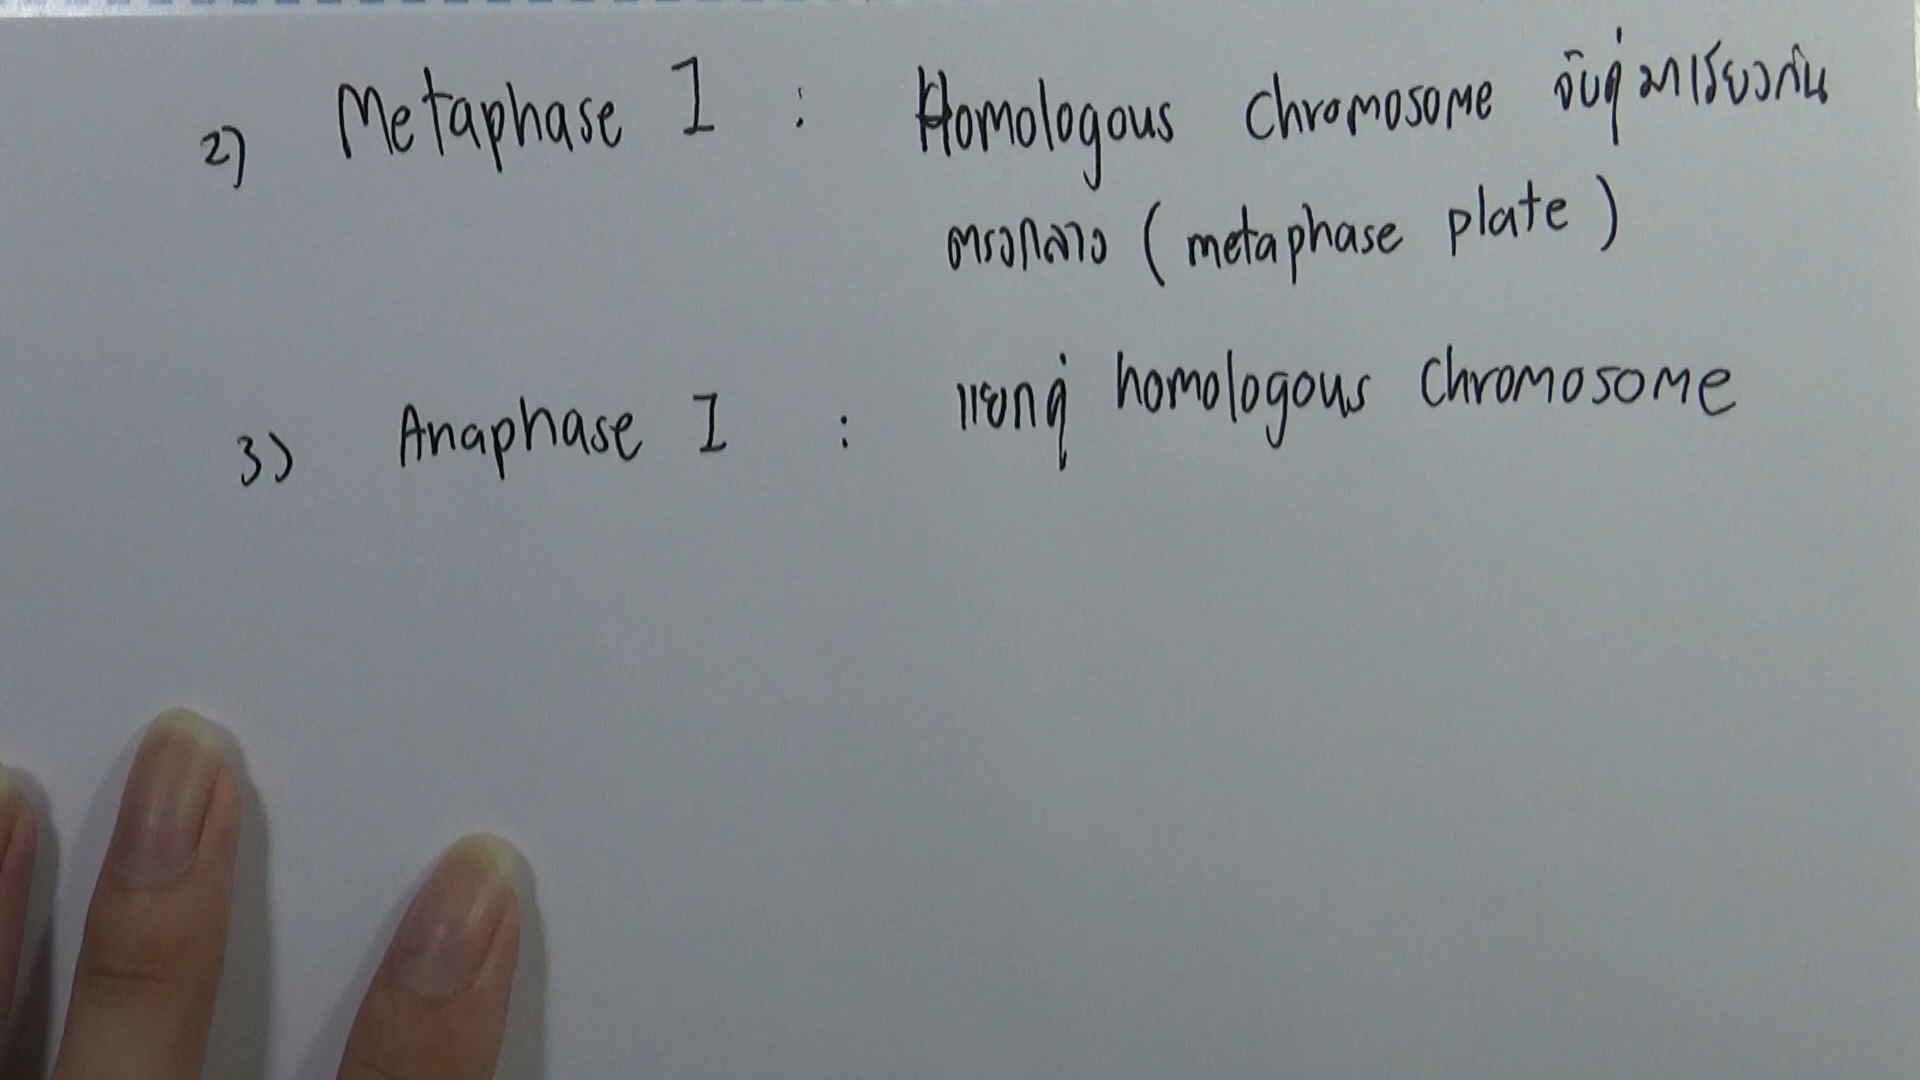 2) Metaphase I : Homologous chromosome จับคู่มาเรียงกัน
ตรงกลาง (metaphase plate)
3) Anaphase I : แยกคู่ homologous chromosome